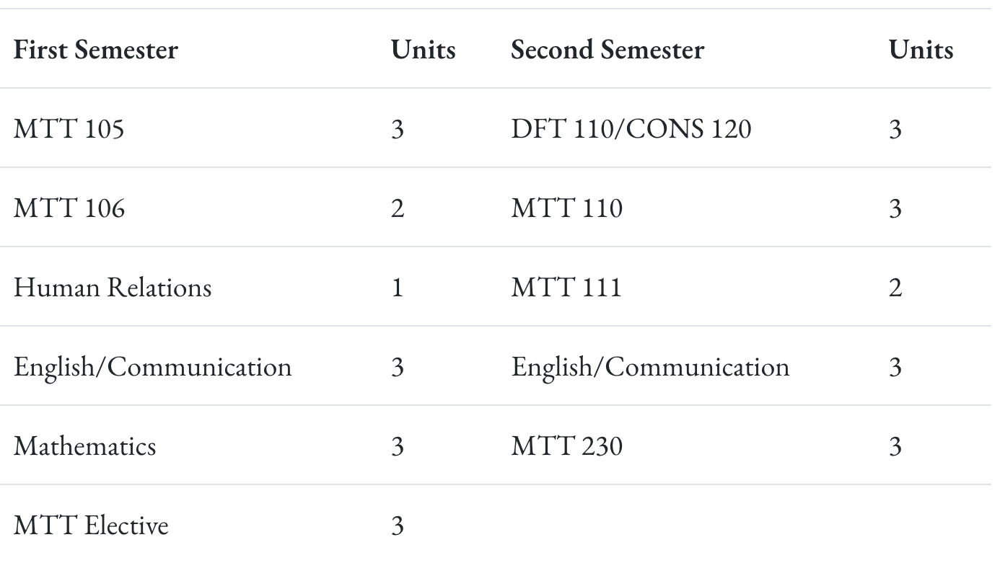 First Semester Units Second Semester Units
MTT 105 3 DFT 110/CONS 120 3
MTT 106 2 MTT 110 3
Human Relations 1 MTT 111 2
English/Communication 3 English/Communication 3
Mathematics 3 MTT 230 3
MTT Elective 3